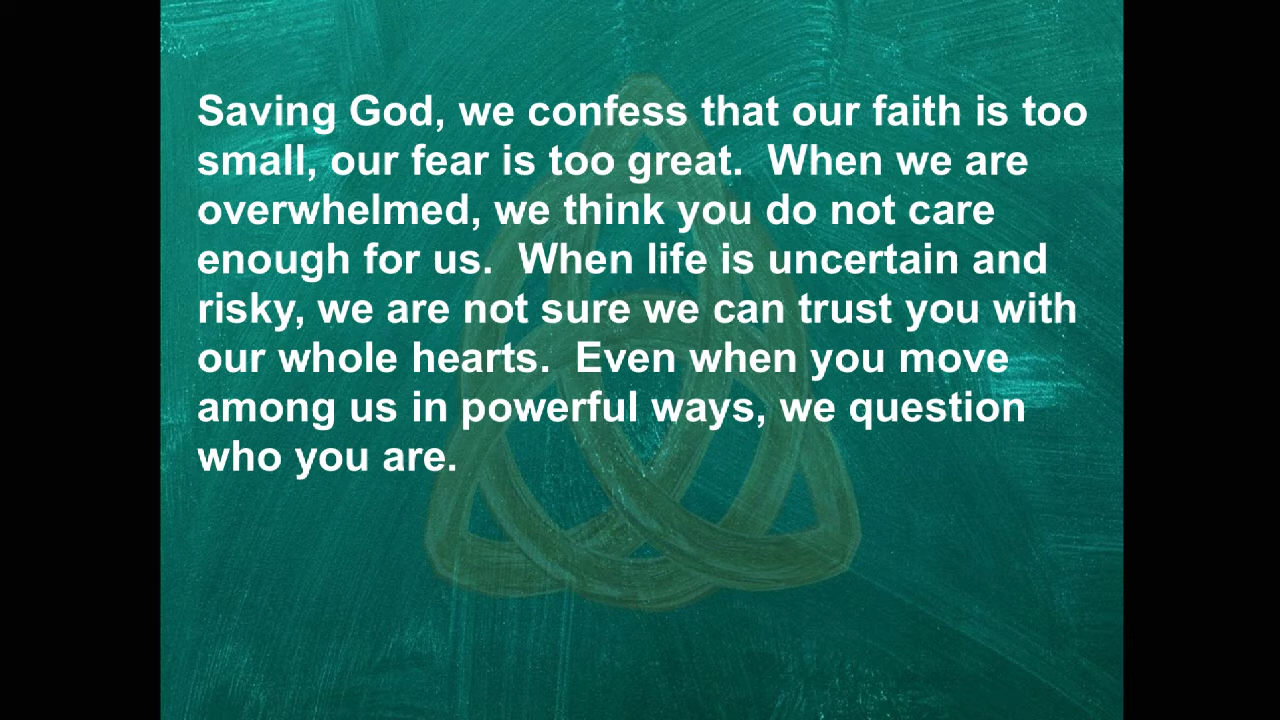 Saving God, we confess that our faith is too
small, our fear is too great.  When we are
overwhelmed, we think you do not care
enough for us.  When life is uncertain and
risky, we are not sure we can trust you with
our whole hearts.  Even when you move
among us in powerful ways, we question
who you are.